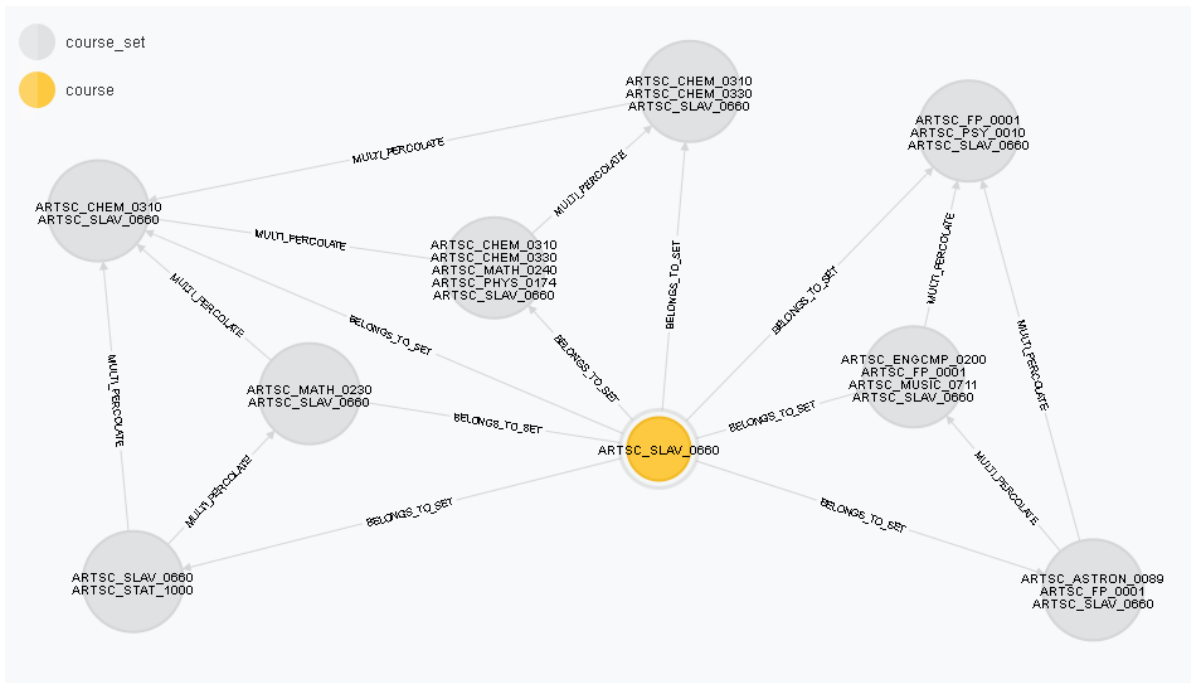 course_set
course
ARTSC_CHEM_0310
ARTSC_CHEM_0330
ARTSC_SLAV_0660
ARTSC_FP_0001
ARTSC_PSY_0010
ARTSC_SLAV_0660
MULTI_PERCOLATE
MULTI_PERCOLATE
ARTSC_CHEM_0310
ARTSC_SLAV_0660
MULTI_PERCOLATE
ARTSC_CHEM_0310
ARTSC_CHEM_0330
ARTSC_MATH_0240
ARTSC_PHYS_0174
ARTSC_SLAV_0660
BELONGS_TO_SET
BELONGS_TO_SET
MULTI_PERCOLATE
MULTI_PERCOLATE
BELONGS_TO_SET
BELONGS_TO_SET
MULTI_PERCOLATE
MULTI_PERCOLATE
ARTSC_MATH_0230
ARTSC_SLAV_0660
ARTSC_ENGCMP_0200
ARTSC_FP_0001
ARTSC_MUSIC_0711
ARTSC_SLAV_0660
BELONGS_TO_SET
BELONGS_TO_SET
ARTSC_SLAV_0660
MULTI_PERCOLATE
MULTI_PERCOLATE
BELONGS_TO_SET
BELONGS_TO_SET
ARTSC_SLAV_0660
ARTSC_STAT_1000
ARTSC_ASTRON_0089
ARTSC_FP_0001
ARTSC_SLAV_0660